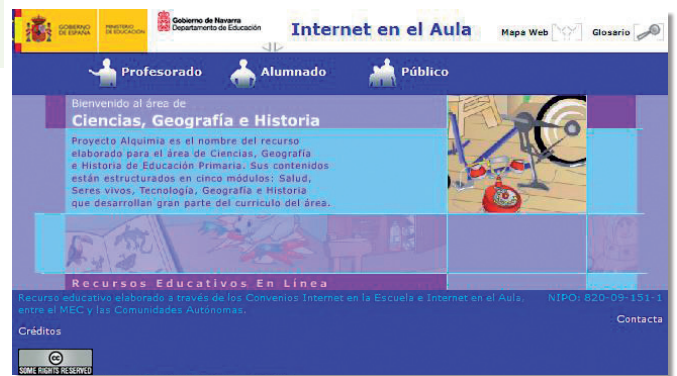 GOBIERNO DE ESPAÑA
MINISTERIO DE EDUCACIÓN
Gobierno de Navarra
Departamento de Educación
Internet en el Aula
Mapa Web
Glosario
Profesorado
Alumnado
Público
Bienvenido al área de
Ciencias, Geografía e Historia
Proyecto Alquimia es el nombre del recurso
elaborado para el área de Ciencias, Geografía
e Historia de Educación Primaria. Sus contenidos
están estructurados en cinco módulos: Salud,
Seres vivos, Tecnología, Geografía e Historia
que desarrollan gran parte del currículo del área.
Recursos Educativos En Línea
Recurso educativo elaborado a través de los Convenios Internet en la Escuela e Internet en el Aula,
entre el MEC y las Comunidades Autónomas.
NIPO: 820-09-151-1
Contacta
Créditos
cc
SOME RIGHTS RESERVED